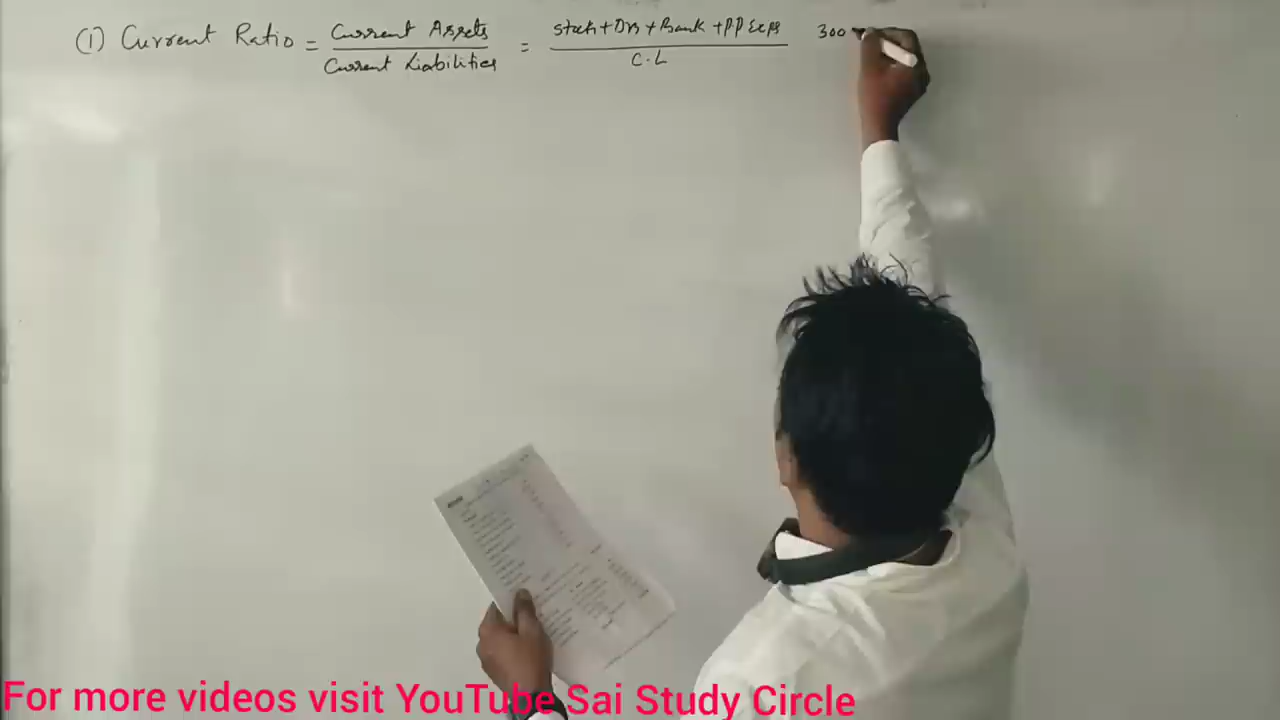 (1) Current Ratio = Current Assets / Current Liabilities = Stock + Drs + Bank + PP Exps / C.L 300
For more videos visit YouTube Sai Study Circle